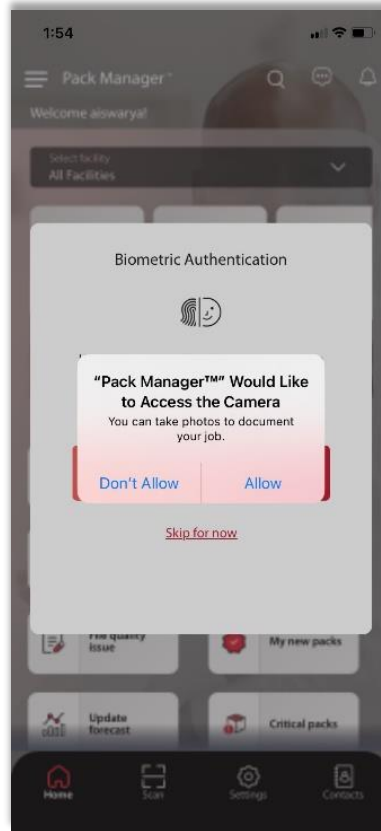 1:54
Pack Manager™
Welcome aiswarya!
Select facility
All Facilities
Biometric Authentication
"Pack Manager™" Would Like
to Access the Camera
You can take photos to document
your job.
Don't Allow
Allow
Skip for now
File quality
issue
My new packs
Update
forecast
Critical packs
Home
Scan
Settings
Contacts